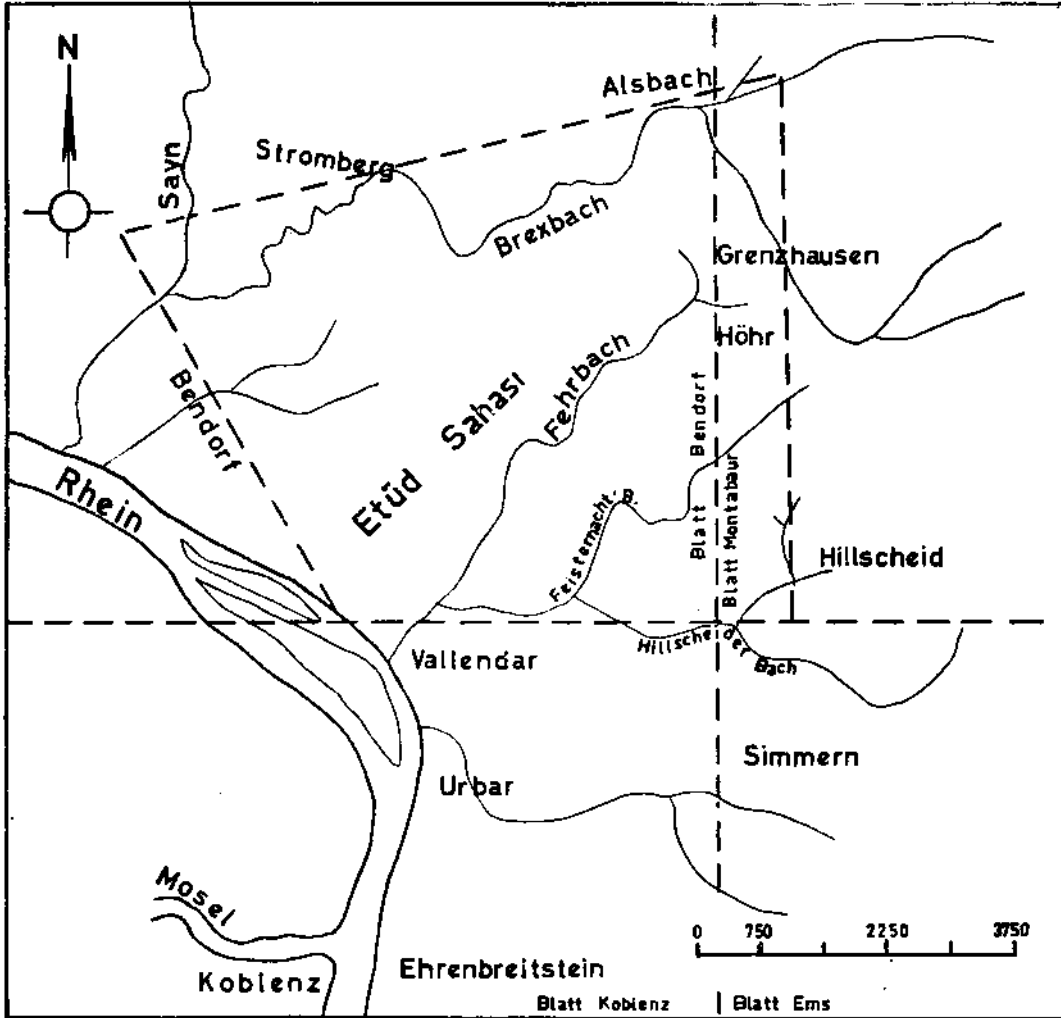 N
Alsbach
Stromberg
Sayn
Brexbach
Grenzhausen
Höhr
Fehrbach
Etüd Sahası
Bendorf
Rhein
Blatt Bendorf
Blatt Montabaur
Feisternacht-B.
Hillscheid
Hillscheider Bach
Vallendar
Simmern
Urbar
Mosel
0 750 2250 3750
Ehrenbreitstein
Koblenz
Blatt Koblenz | Blatt Ems